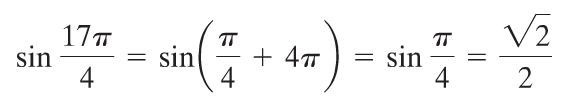 sin 17π/4 = sin(π/4 + 4π) = sin π/4 = √2/2